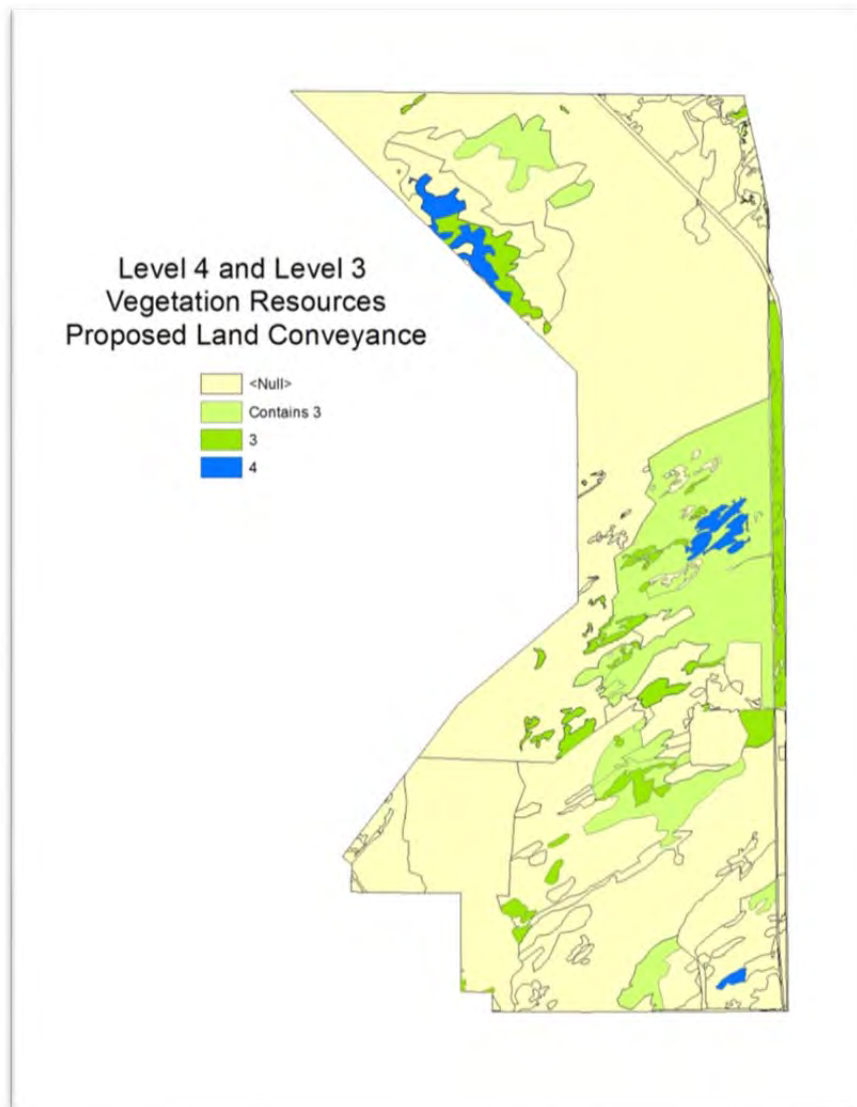 Level 4 and Level 3
Vegetation Resources
Proposed Land Conveyance
<Null>
Contains 3
3
4